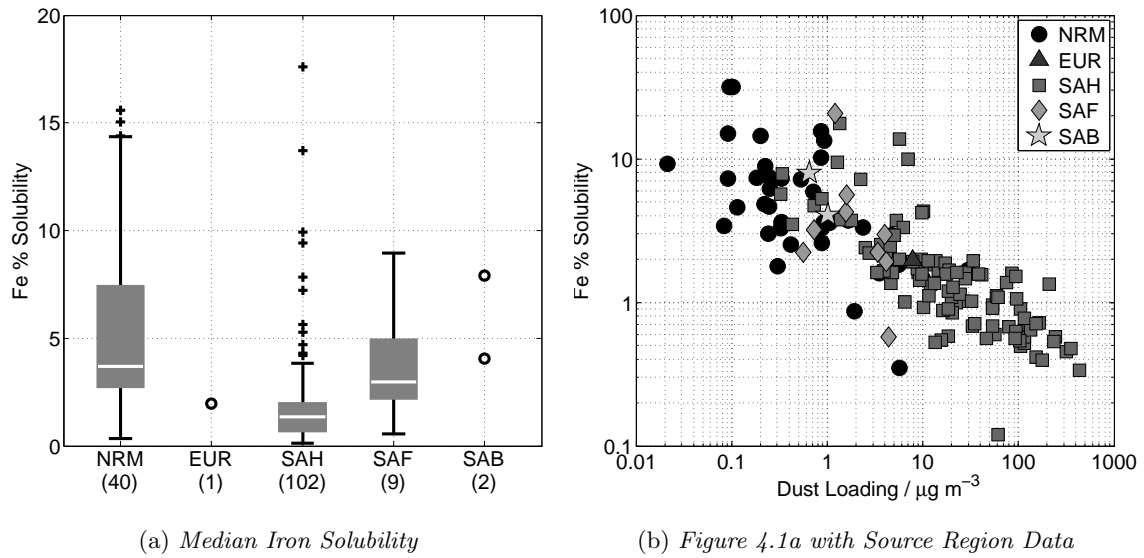 Fe % Solubility
20
15
10
5
0
NRM EUR SAH SAF SAB
(40) (1) (102) (9) (2)
(a) Median Iron Solubility
Fe % Solubility
100
10
1
0.1
0.01 0.1 1 10 100 1000
Dust Loading / μg m⁻³
NRM
EUR
SAH
SAF
SAB
(b) Figure 4.1a with Source Region Data